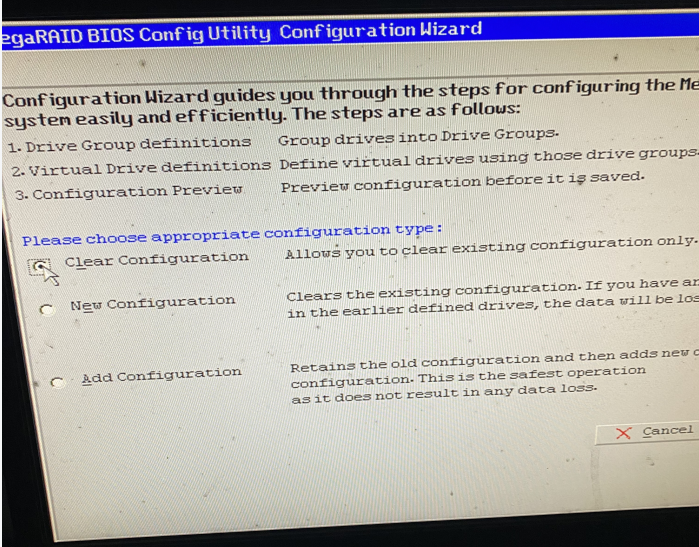 egaRAID BIOS Config Utility Configuration Wizard
Configuration Wizard guides you through the steps for configuring the Me
system easily and efficiently. The steps are as follows:
1. Drive Group definitions Group drives into Drive Groups.
2. Virtual Drive definitions Define virtual drives using those drive groups.
3. Configuration Preview Preview configuration before it is saved.
Please choose appropriate configuration type:
Clear Configuration Allows you to clear existing configuration only.
New Configuration Clears the existing configuration. If you have an
in the earlier defined drives, the data will be los
Add Configuration Retains the old configuration and then adds new
configuration. This is the safest operation
as it does not result in any data loss.
Cancel